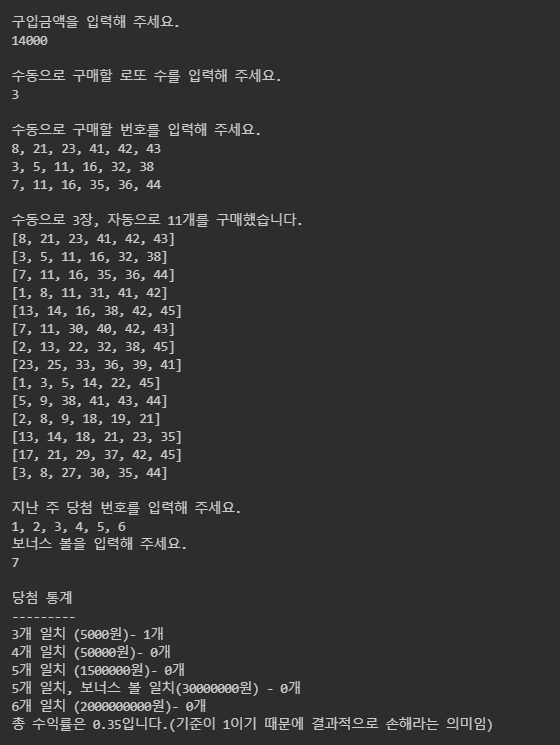 구입금액을 입력해 주세요.
14000
수동으로 구매할 로또 수를 입력해 주세요.
3
수동으로 구매할 번호를 입력해 주세요.
8, 21, 23, 41, 42, 43
3, 5, 11, 16, 32, 38
7, 11, 16, 35, 36, 44
수동으로 3장, 자동으로 11개를 구매했습니다.
[8, 21, 23, 41, 42, 43]
[3, 5, 11, 16, 32, 38]
[7, 11, 16, 35, 36, 44]
[1, 8, 11, 31, 41, 42]
[13, 14, 16, 38, 42, 45]
[7, 11, 30, 40, 42, 43]
[2, 13, 22, 32, 38, 45]
[23, 25, 33, 36, 39, 41]
[1, 3, 5, 14, 22, 45]
[5, 9, 38, 41, 43, 44]
[2, 8, 9, 18, 19, 21]
[13, 14, 18, 21, 23, 35]
[17, 21, 29, 37, 42, 45]
[3, 8, 27, 30, 35, 44]
지난 주 당첨 번호를 입력해 주세요.
1, 2, 3, 4, 5, 6
보너스 볼을 입력해 주세요.
7
당첨 통계
---------
3개 일치 (5000원)- 1개
4개 일치 (50000원)- 0개
5개 일치 (1500000원)- 0개
5개 일치, 보너스 볼 일치(30000000원) - 0개
6개 일치 (2000000000원)- 0개
총 수익률은 0.35입니다.(기준이 1이기 때문에 결과적으로 손해라는 의미임)